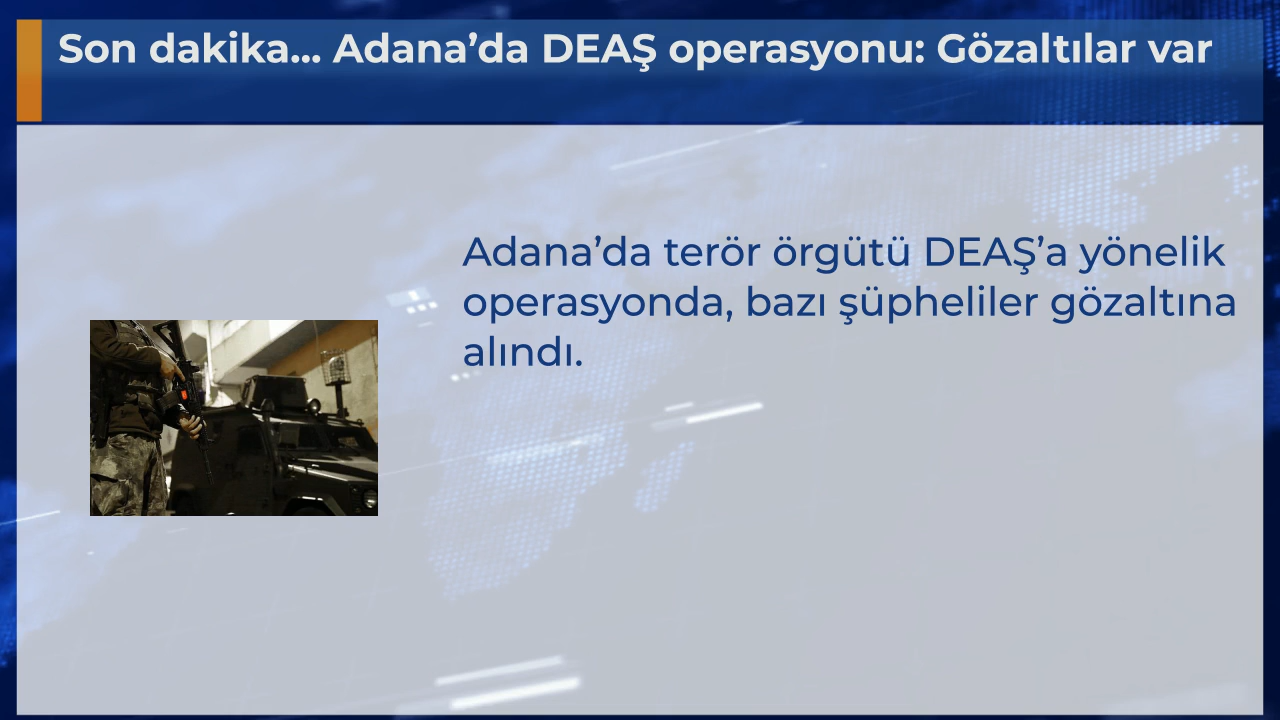 Son dakika... Adana’da DEAŞ operasyonu: Gözaltılar var
Adana’da terör örgütü DEAŞ’a yönelik
operasyonda, bazı şüpheliler gözaltına
alındı.